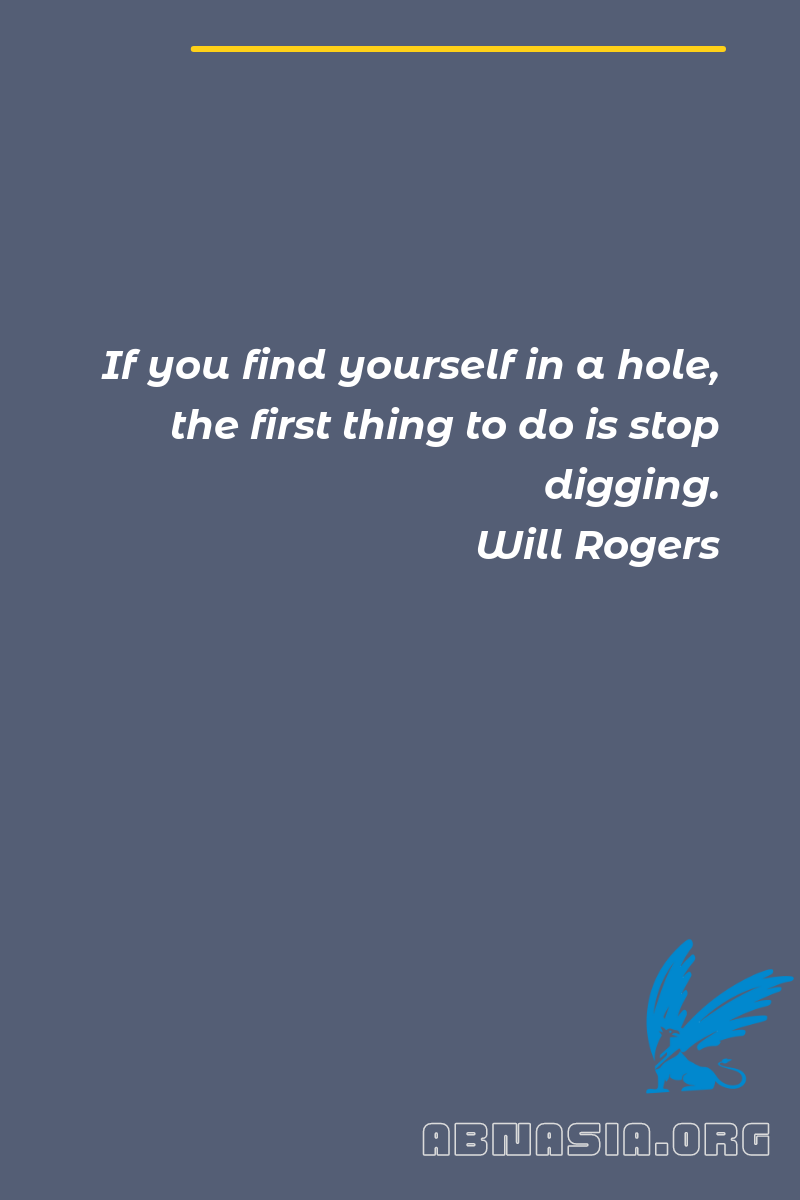 If you find yourself in a hole,
the first thing to do is stop
digging.
Will Rogers
ABNASIA.ORG